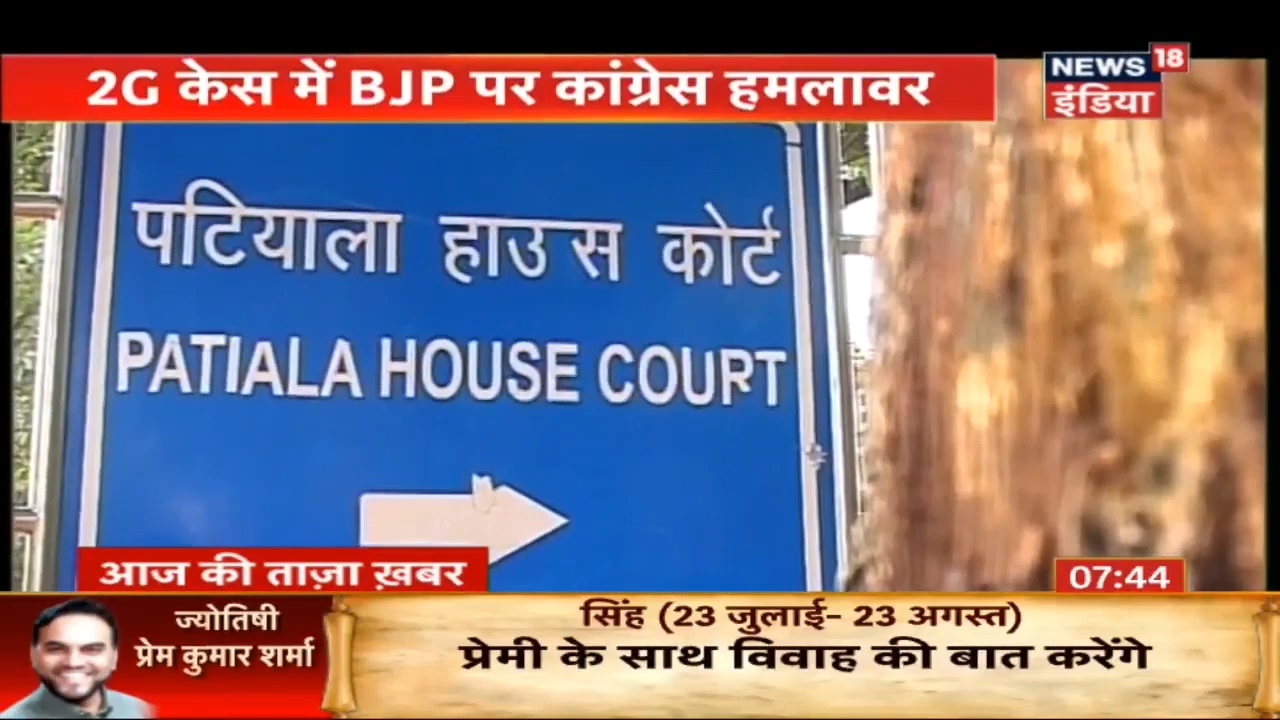 2G केस में BJP पर कांग्रेस हमलावर
NEWS 18
इंडिया
पटियाला हाउस कोर्ट
PATIALA HOUSE COURT
आज की ताज़ा ख़बर
07:44
ज्योतिषी
प्रेम कुमार शर्मा
सिंह (23 जुलाई- 23 अगस्त)
प्रेमी के साथ विवाह की बात करेंगे